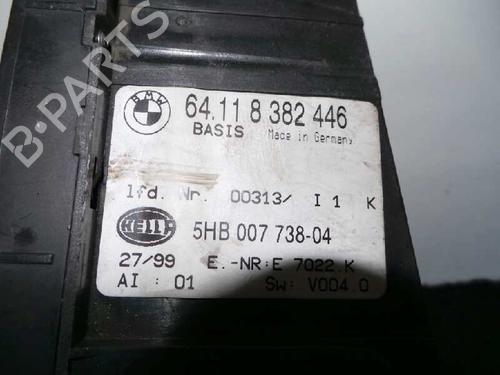 B-PARTS
BMW
64.11 8 382 446
BASIS Made in Germany
lfd. Nr. 00313/ I 1 K
HELLA 5HB 007 738-04
27/99 E.-NR:E 7022.K
AI : 01 Sw: V004.0